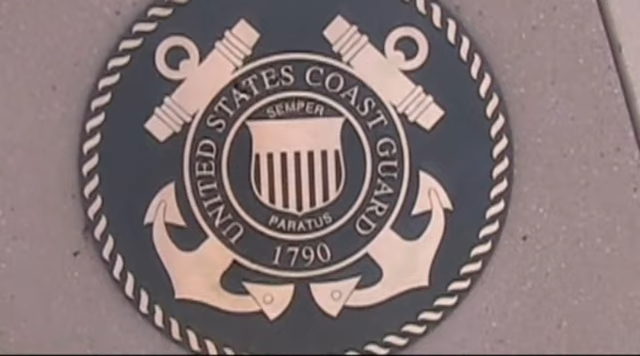 UNITED STATES COAST GUARD
SEMPER
PARATUS
1790